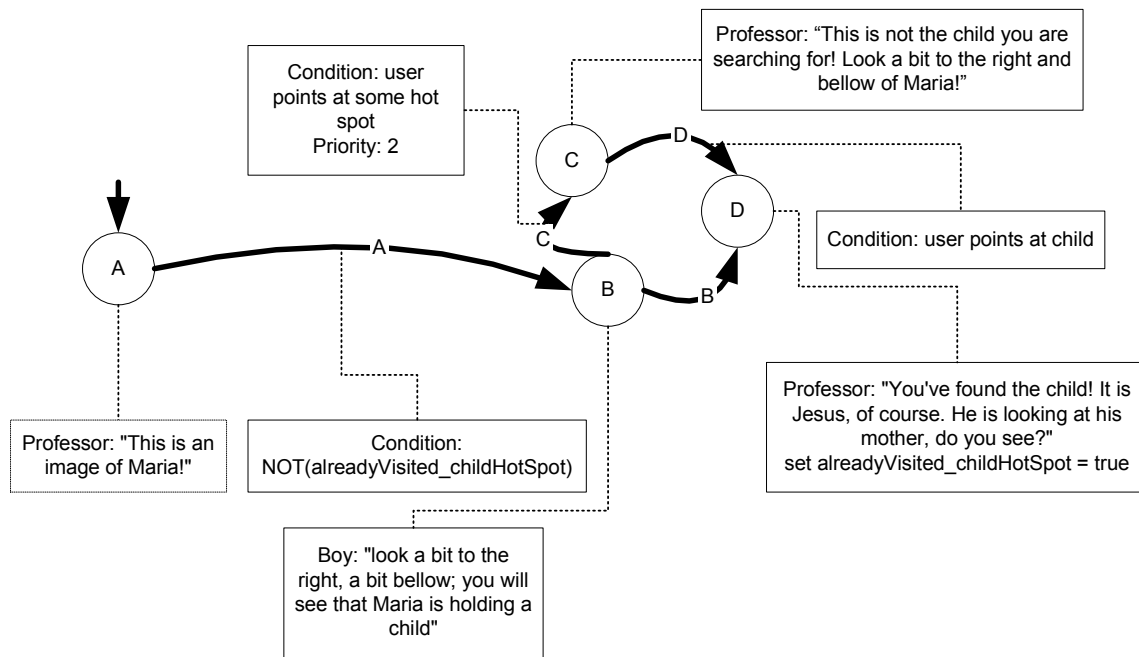 Professor: “This is not the child you are
searching for! Look a bit to the right and
bellow of Maria!”
Condition: user
points at some hot
spot
Priority: 2
C
D
D
C
A
A
B
B
Condition: user points at child
Professor: "This is an
image of Maria!"
Condition:
NOT(alreadyVisited_childHotSpot)
Professor: "You've found the child! It is
Jesus, of course. He is looking at his
mother, do you see?"
set alreadyVisited_childHotSpot = true
Boy: "look a bit to the
right, a bit bellow; you will
see that Maria is holding a
child"